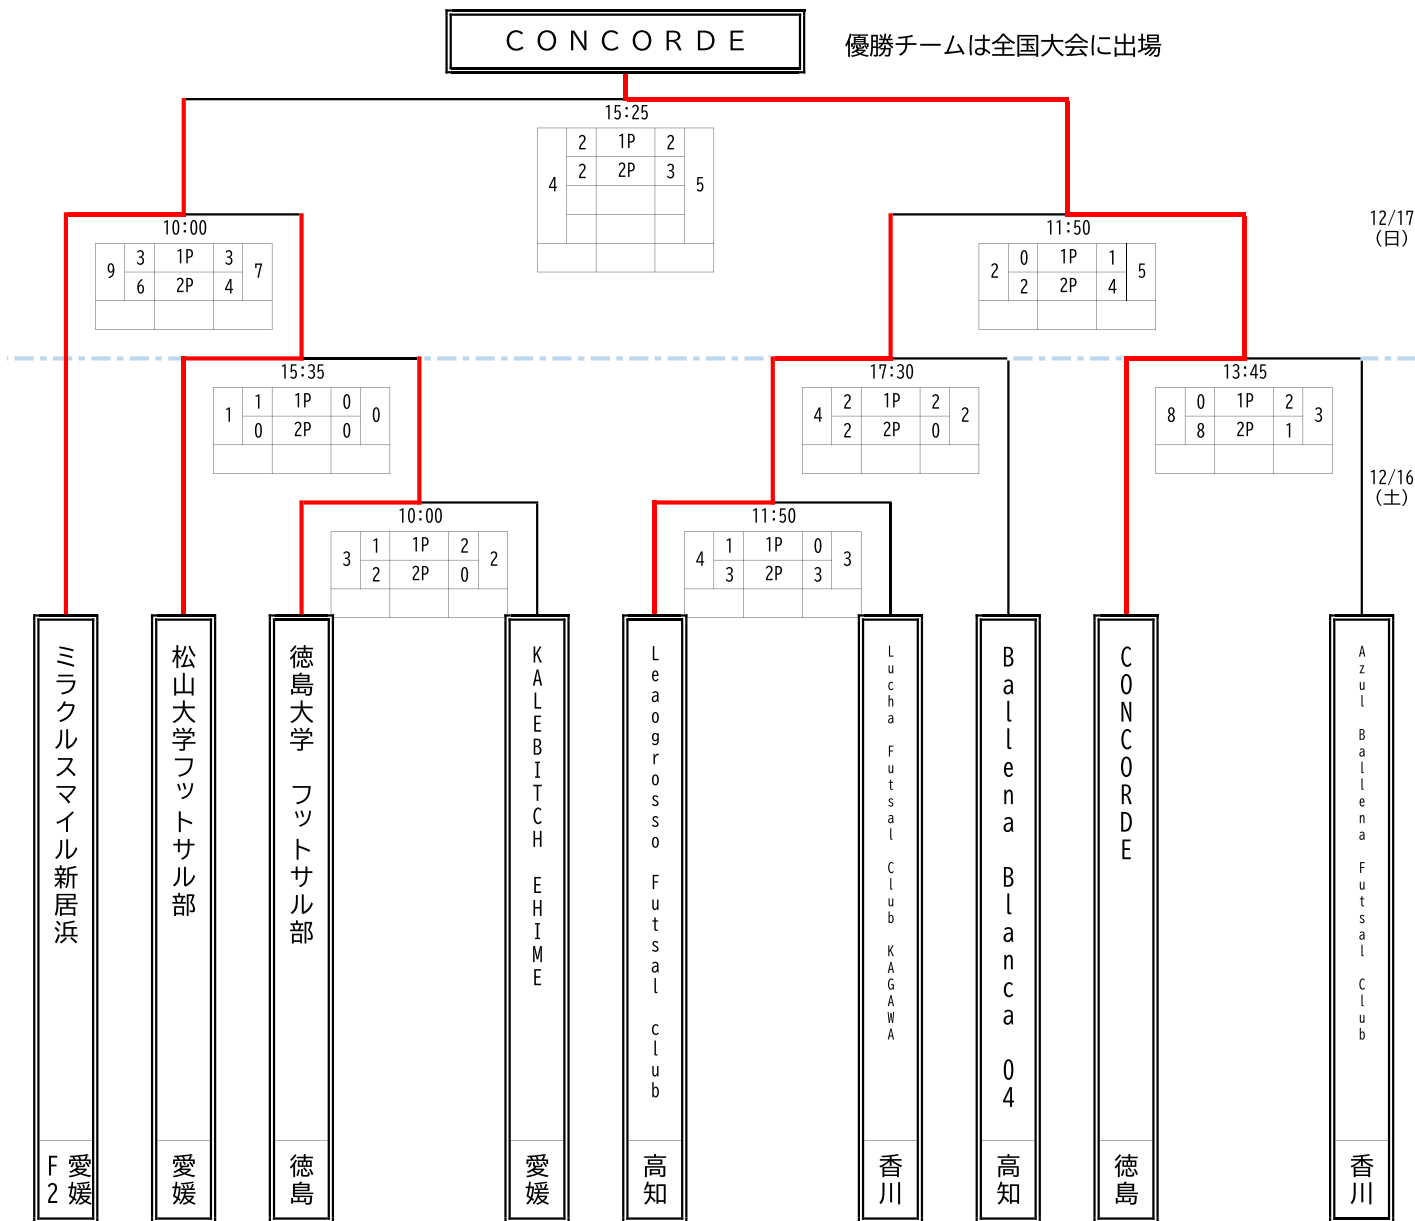 CONCORDE
優勝チームは全国大会に出場
15:25
4 2 1P 2 5
2 2P 3
12/17
(日)
10:00
9 3 1P 3 7
6 2P 4
11:50
2 0 1P 1 5
2 2P 4
15:35
1 1 1P 0 0
0 2P 0
17:30
4 2 1P 2 2
2 2P 0
13:45
8 0 1P 2 3
8 2P 1
12/16
(土)
10:00
3 1 1P 2 2
2 2P 0
11:50
4 1 1P 0 3
3 2P 3
ミラクルスマイル新居浜
愛媛
F2
松山大学フットサル部
愛媛
徳島大学 フットサル部
徳島
KALEBITCH EHIME
愛媛
Leaogrosso Futsal club
高知
Lucha Futsal Club KAGAWA
香川
Ballena Blanca 04
高知
CONCORDE
徳島
Azul Ballena Futsal Club
香川